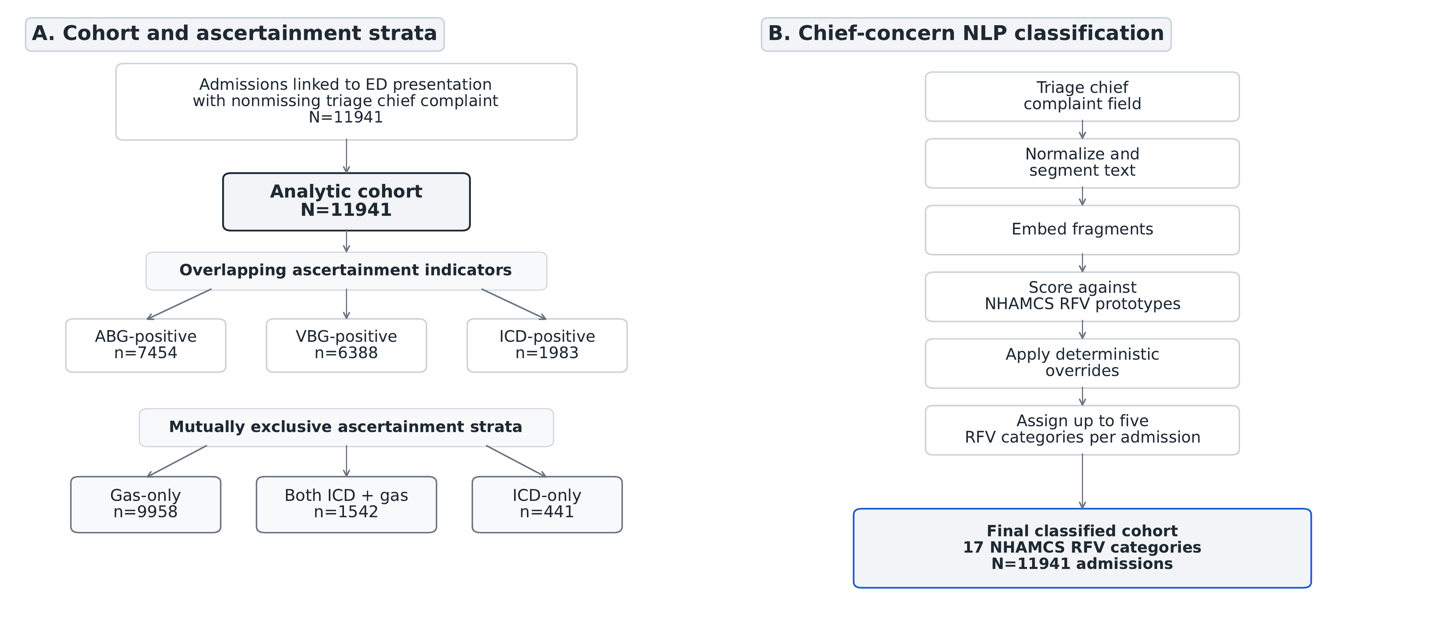 A. Cohort and ascertainment strata
Admissions linked to ED presentation
with nonmissing triage chief complaint
N=11941
Analytic cohort
N=11941
Overlapping ascertainment indicators
ABG-positive
n=7454
VBG-positive
n=6388
ICD-positive
n=1983
Mutually exclusive ascertainment strata
Gas-only
n=9958
Both ICD + gas
n=1542
ICD-only
n=441
B. Chief-concern NLP classification
Triage chief
complaint field
Normalize and
segment text
Embed fragments
Score against
NHAMCS RFV prototypes
Apply deterministic
overrides
Assign up to five
RFV categories per admission
Final classified cohort
17 NHAMCS RFV categories
N=11941 admissions